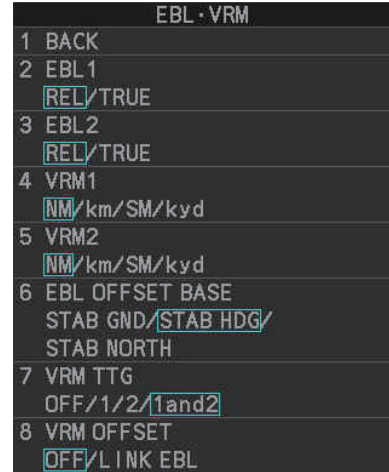 EBL・VRM
1 BACK
2 EBL1
REL/TRUE
3 EBL2
REL/TRUE
4 VRM1
NM/km/SM/kyd
5 VRM2
NM/km/SM/kyd
6 EBL OFFSET BASE
STAB GND/STAB HDG/
STAB NORTH
7 VRM TTG
OFF/1/2/1and2
8 VRM OFFSET
OFF/LINK EBL